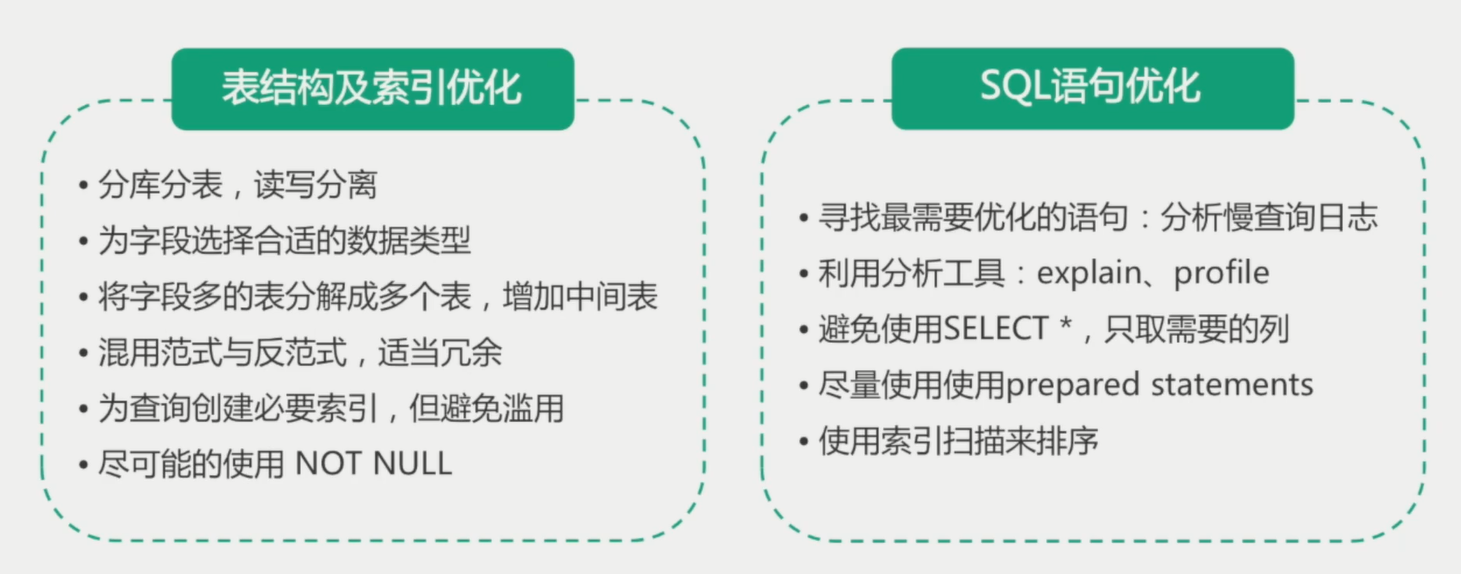 表结构及索引优化
• 分库分表，读写分离
• 为字段选择合适的数据类型
• 将字段多的表分解成多个表，增加中间表
• 混用范式与反范式，适当冗余
• 为查询创建必要索引，但避免滥用
• 尽可能的使用 NOT NULL
SQL语句优化
• 寻找最需要优化的语句：分析慢查询日志
• 利用分析工具：explain、profile
• 避免使用SELECT *，只取需要的列
• 尽量使用使用prepared statements
• 使用索引扫描来排序